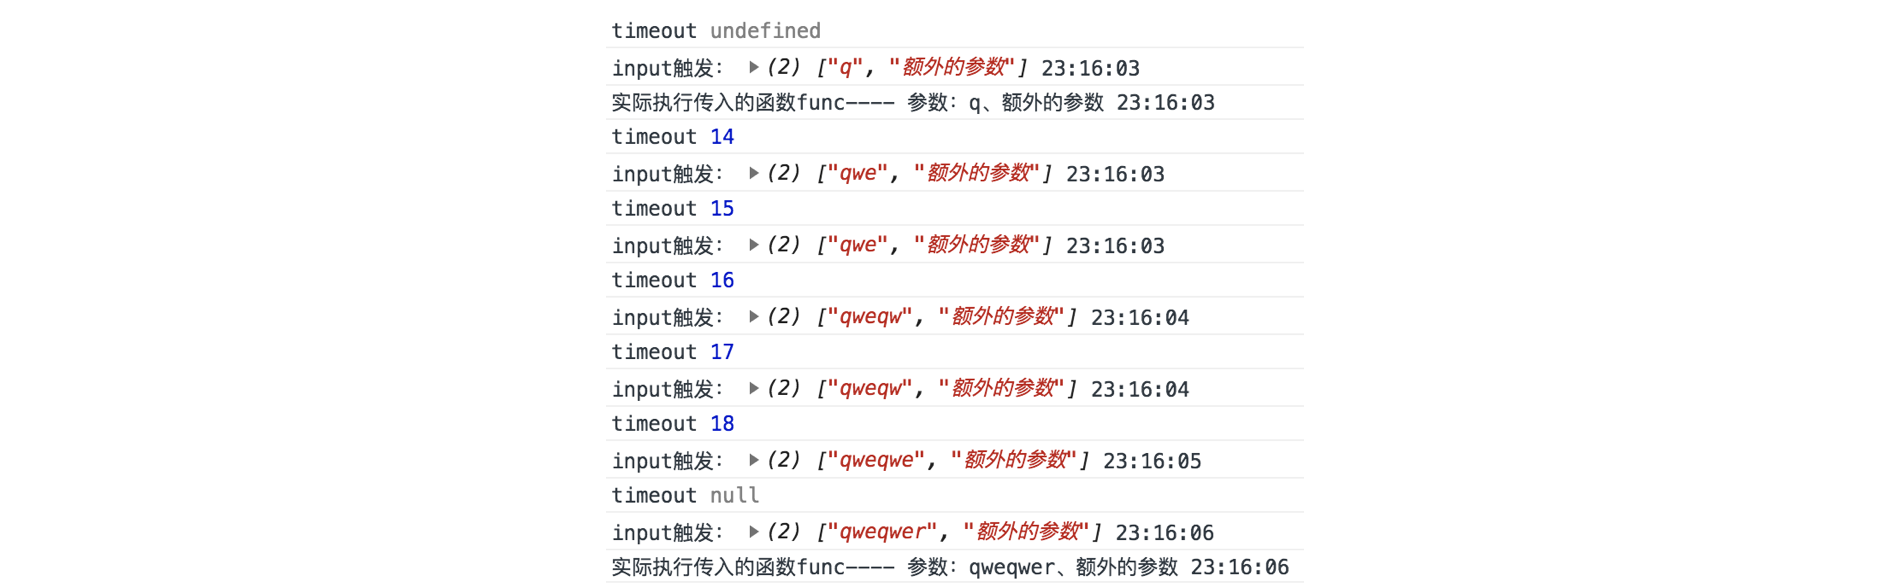 timeout undefined
input触发： ▶(2) ["q", "额外的参数"] 23:16:03
实际执行传入的函数func---- 参数：q、额外的参数 23:16:03
timeout 14
input触发： ▶(2) ["qwe", "额外的参数"] 23:16:03
timeout 15
input触发： ▶(2) ["qwe", "额外的参数"] 23:16:03
timeout 16
input触发： ▶(2) ["qweqw", "额外的参数"] 23:16:04
timeout 17
input触发： ▶(2) ["qweqw", "额外的参数"] 23:16:04
timeout 18
input触发： ▶(2) ["qweqwe", "额外的参数"] 23:16:05
timeout null
input触发： ▶(2) ["qweqwer", "额外的参数"] 23:16:06
实际执行传入的函数func---- 参数：qweqwer、额外的参数 23:16:06